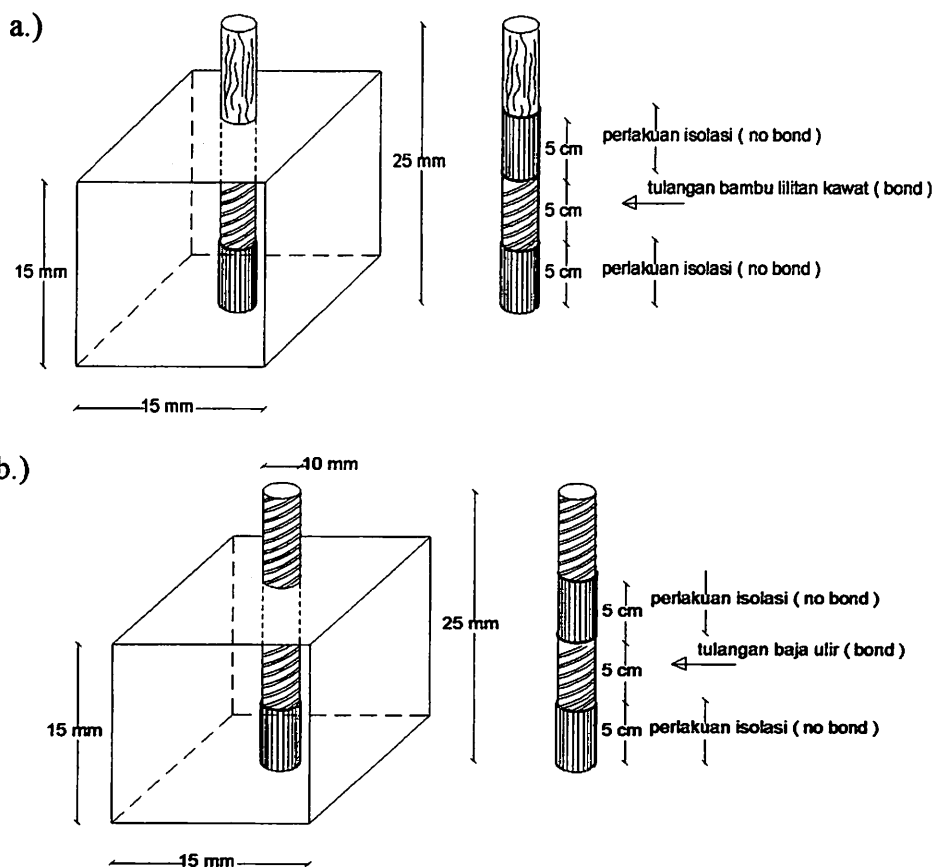 a.)
25 mm
15 mm
15 mm
5 cm
perlakuan isolasi ( no bond )
5 cm
tulangan bambu lilitan kawat ( bond )
5 cm
perlakuan isolasi ( no bond )
b.)
10 mm
25 mm
15 mm
15 mm
5 cm
perlakuan isolasi ( no bond )
5 cm
tulangan baja ulir ( bond )
5 cm
perlakuan isolasi ( no bond )